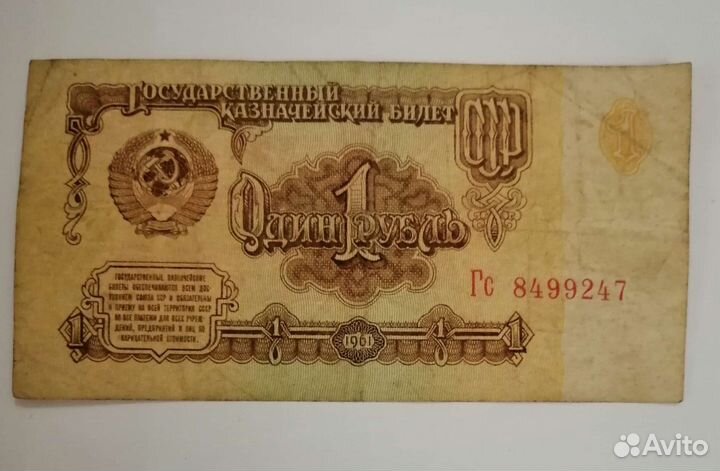 Государственный
казначейский билет
СССР
1
Один 1 рубль
Государственные казначейские
билеты обеспечиваются всем дос-
тоянием Союза ССР и обязательны
к приему на всей территории СССР
во все платежи для всех учреж-
дений, предприятий и лиц по
нарицательной стоимости.
Гс 8499247
1 1 1961 1 1
Avito